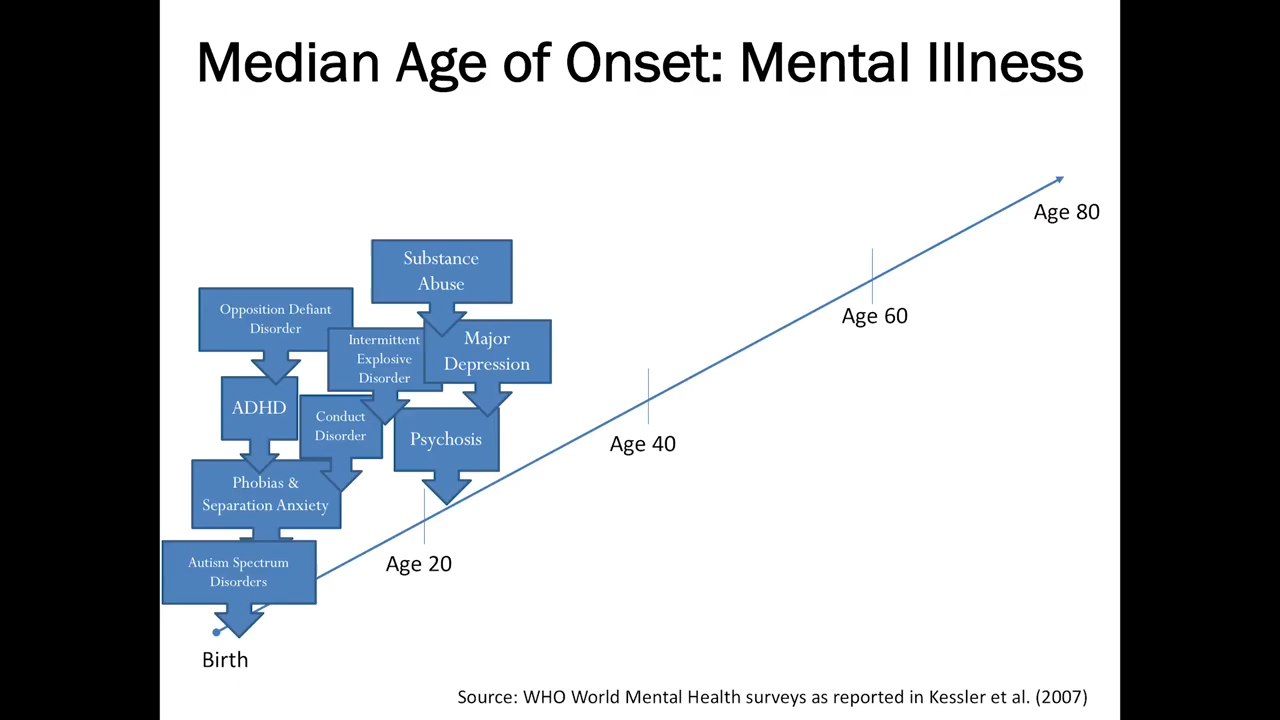 Median Age of Onset: Mental Illness
Age 80
Substance
Abuse
Opposition Defiant
Disorder
Age 60
Intermittent
Explosive
Disorder
Major
Depression
ADHD
Conduct
Disorder
Psychosis
Age 40
Phobias &
Separation Anxiety
Age 20
Autism Spectrum
Disorders
Birth
Source: WHO World Mental Health surveys as reported in Kessler et al. (2007)